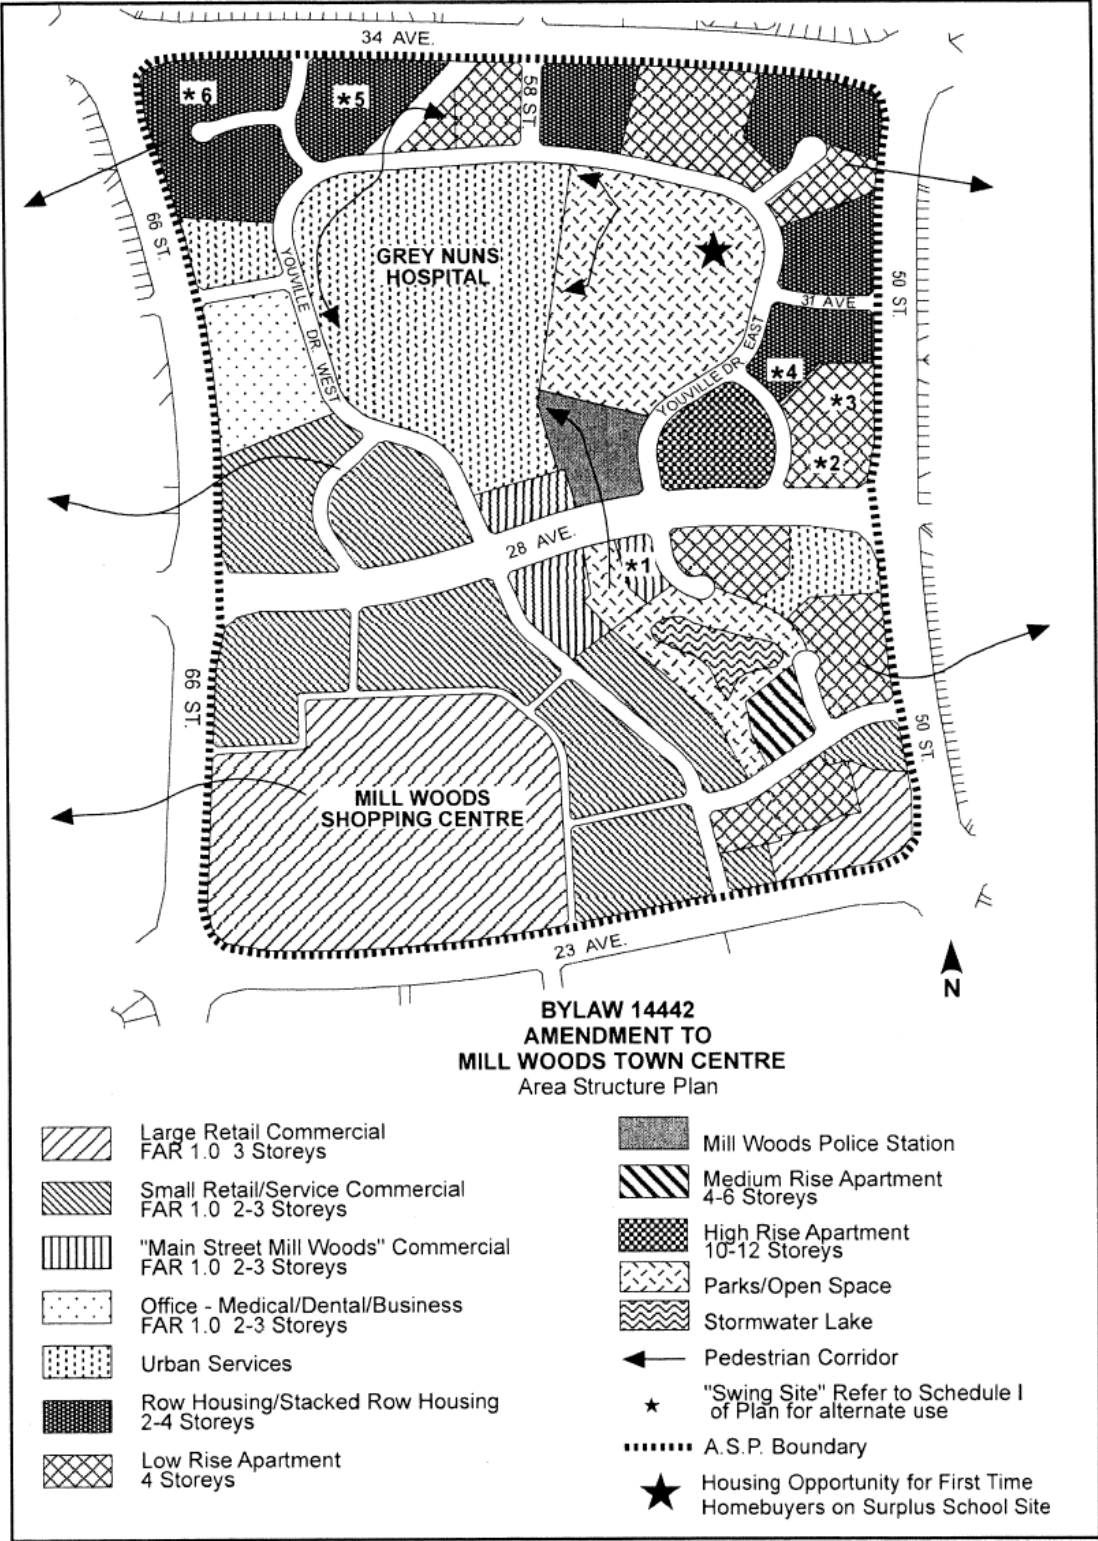 34 AVE.
58 ST.
*6
*5
66 ST.
GREY NUNS
HOSPITAL
YOUVILLE DR. WEST
50 ST.
31 AVE
YOUVILLE DR. EAST
*4
*3
*2
28 AVE.
*1
66 ST.
50 ST.
MILL WOODS
SHOPPING CENTRE
23 AVE.
N
BYLAW 14442
AMENDMENT TO
MILL WOODS TOWN CENTRE
Area Structure Plan
Large Retail Commercial
FAR 1.0 3 Storeys
Small Retail/Service Commercial
FAR 1.0 2-3 Storeys
"Main Street Mill Woods" Commercial
FAR 1.0 2-3 Storeys
Office - Medical/Dental/Business
FAR 1.0 2-3 Storeys
Urban Services
Row Housing/Stacked Row Housing
2-4 Storeys
Low Rise Apartment
4 Storeys
Mill Woods Police Station
Medium Rise Apartment
4-6 Storeys
High Rise Apartment
10-12 Storeys
Parks/Open Space
Stormwater Lake
Pedestrian Corridor
"Swing Site" Refer to Schedule I
of Plan for alternate use
A.S.P. Boundary
Housing Opportunity for First Time
Homebuyers on Surplus School Site